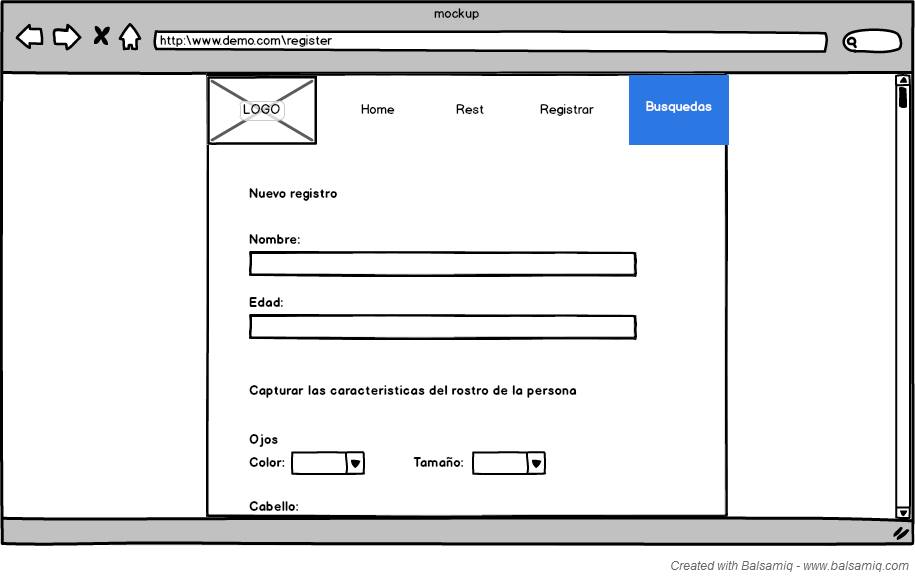 mockup
http:\www.demo.com\register
LOGO
Home
Rest
Registrar
Busquedas
Nuevo registro
Nombre:
Edad:
Capturar las caracteristicas del rostro de la persona
Ojos
Color:
Tamaño:
Cabello:
Created with Balsamiq - www.balsamiq.com